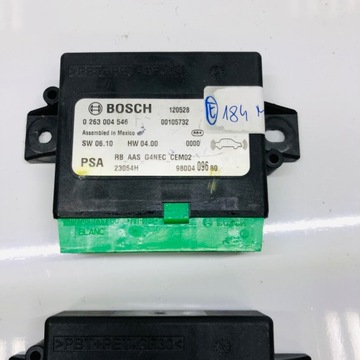 BOSCH 120528
0 263 004 546 00105732
Assembled in Mexico
SW 06.10 HW 04.00 0000
PSA RB AAS G4NEC CEM02
23054H 98004 096 80
E 184
BLANC